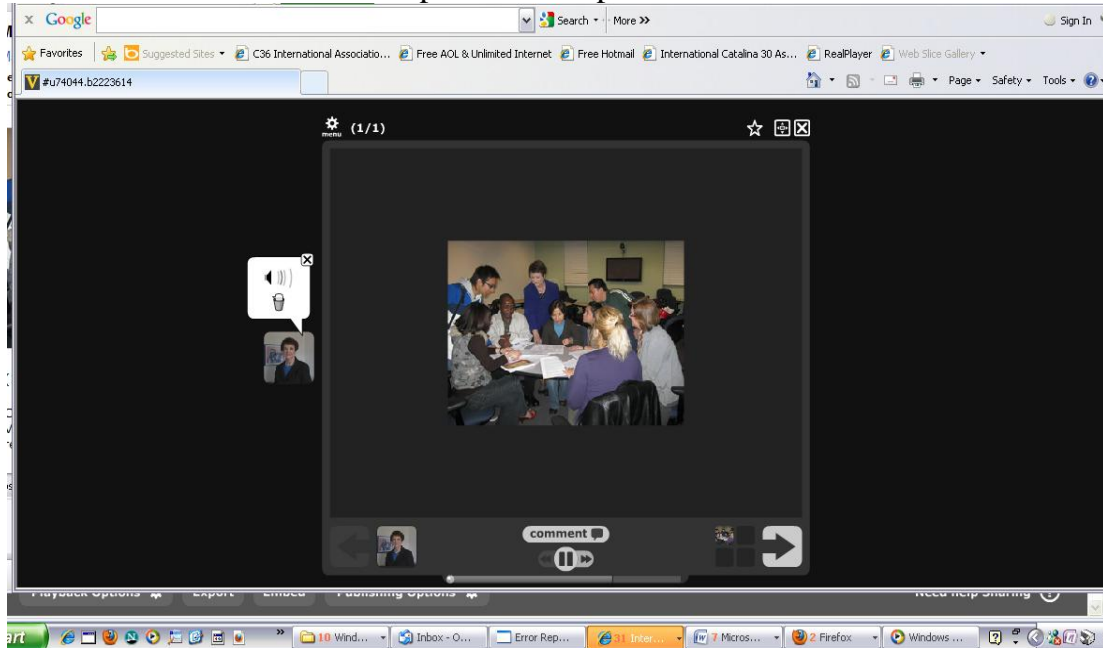 x Google Search More >> Sign In
Favorites Suggested Sites C36 International Associatio... Free AOL & Unlimited Internet Free Hotmail International Catalina 30 As... RealPlayer Web Slice Gallery
#u74044.b2223614 Page Safety Tools
menu (1/1)
comment
Playback Options Export Embed Publishing Options Need help Sharing ?
10 Wind... Inbox - O... Error Rep... 31 Inter... 7 Micros... 2 Firefox Windows ...